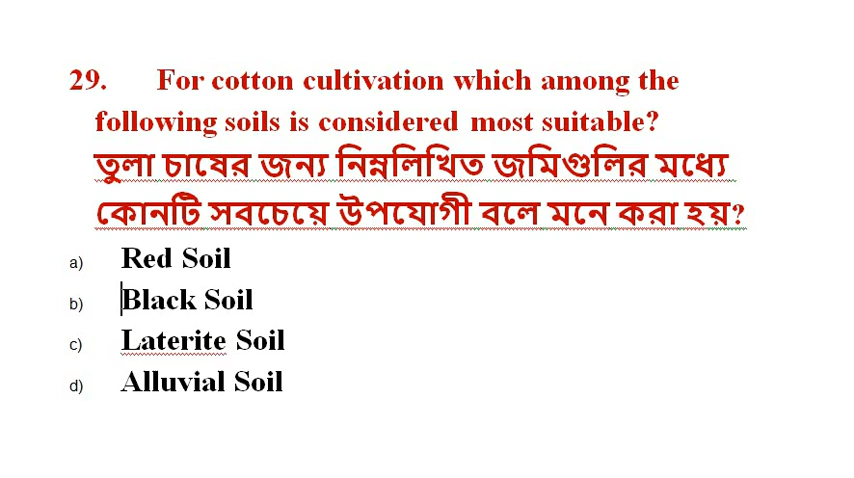 29. For cotton cultivation which among the
following soils is considered most suitable?
তুলা চাষের জন্য নিম্নলিখিত জমিগুলির মধ্যে
কোনটি সবচেয়ে উপযোগী বলে মনে করা হয়?
a) Red Soil
b) Black Soil
c) Laterite Soil
d) Alluvial Soil